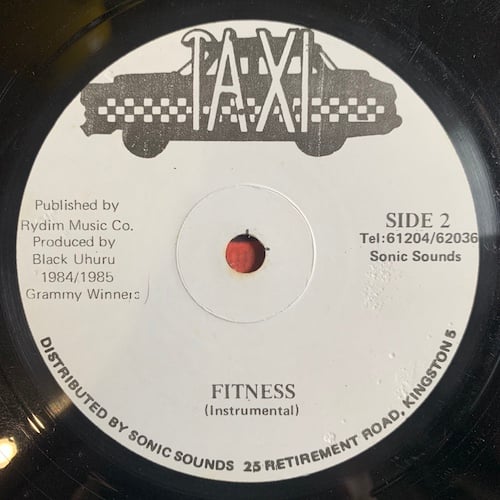 TAXI
Published by
Rydim Music Co.
Produced by
Black Uhuru
1984/1985
Grammy Winners
SIDE 2
Tel:61204/62036
Sonic Sounds
FITNESS
(Instrumental)
DISTRIBUTED BY SONIC SOUNDS 25 RETIREMENT ROAD, KINGSTON 5